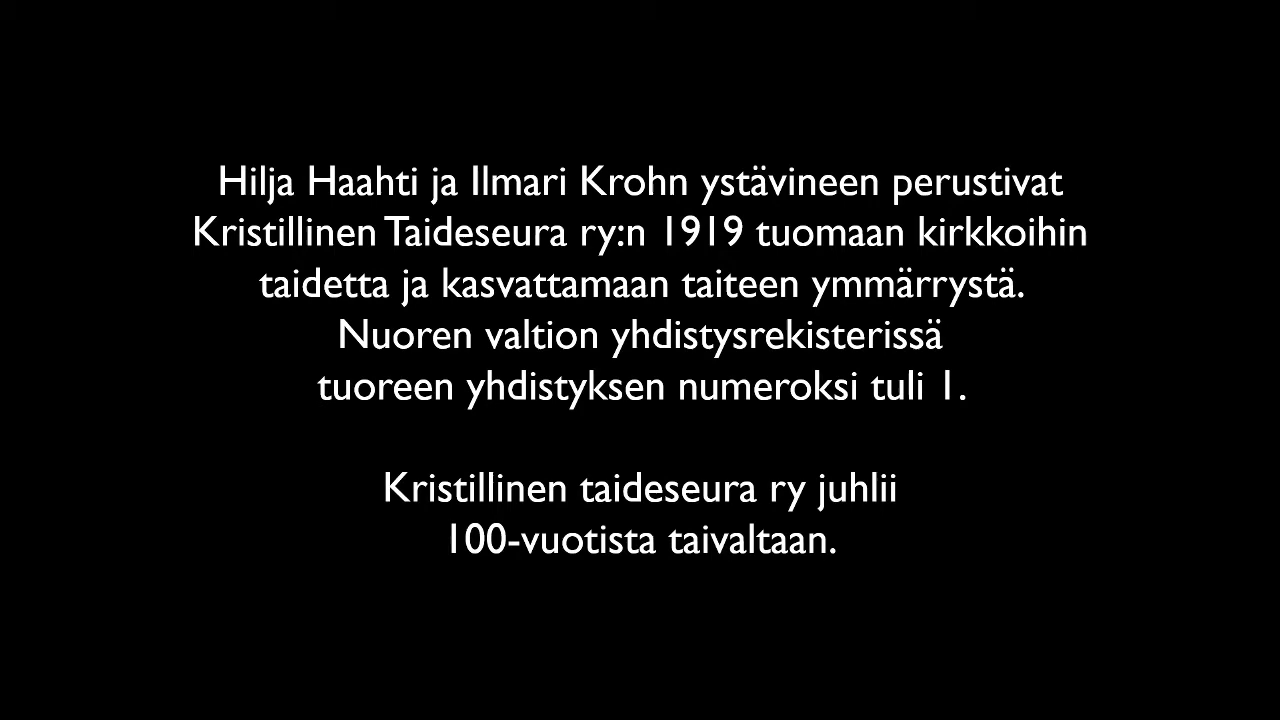 Hilja Haahti ja Ilmari Krohn ystävineen perustivat
Kristillinen Taideseura ry:n 1919 tuomaan kirkkoihin
taidetta ja kasvattamaan taiteen ymmärrystä.
Nuoren valtion yhdistysrekisterissä
tuoreen yhdistyksen numeroksi tuli 1.
Kristillinen taideseura ry juhlii
100-vuotista taivaltaan.